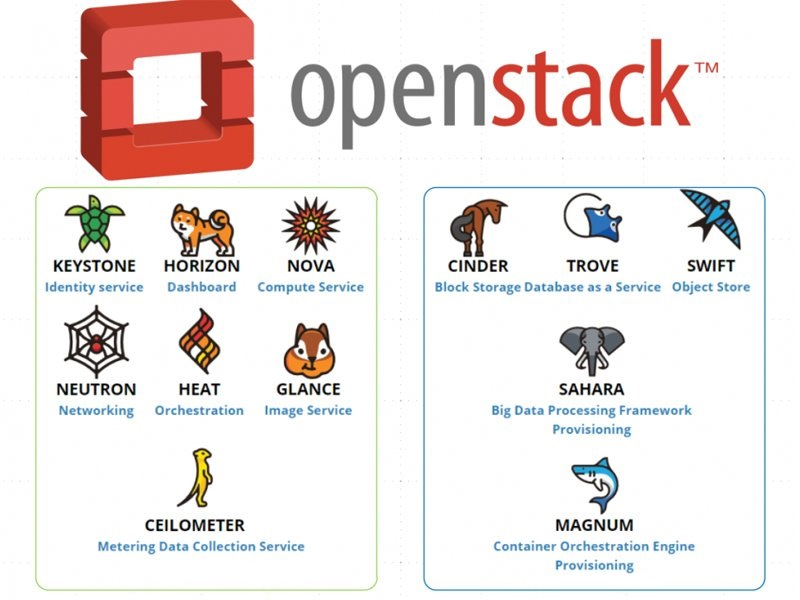 openstack™
KEYSTONE
Identity service
HORIZON
Dashboard
NOVA
Compute Service
NEUTRON
Networking
HEAT
Orchestration
GLANCE
Image Service
CEILOMETER
Metering Data Collection Service
CINDER
Block Storage
TROVE
Database as a Service
SWIFT
Object Store
SAHARA
Big Data Processing Framework
Provisioning
MAGNUM
Container Orchestration Engine
Provisioning